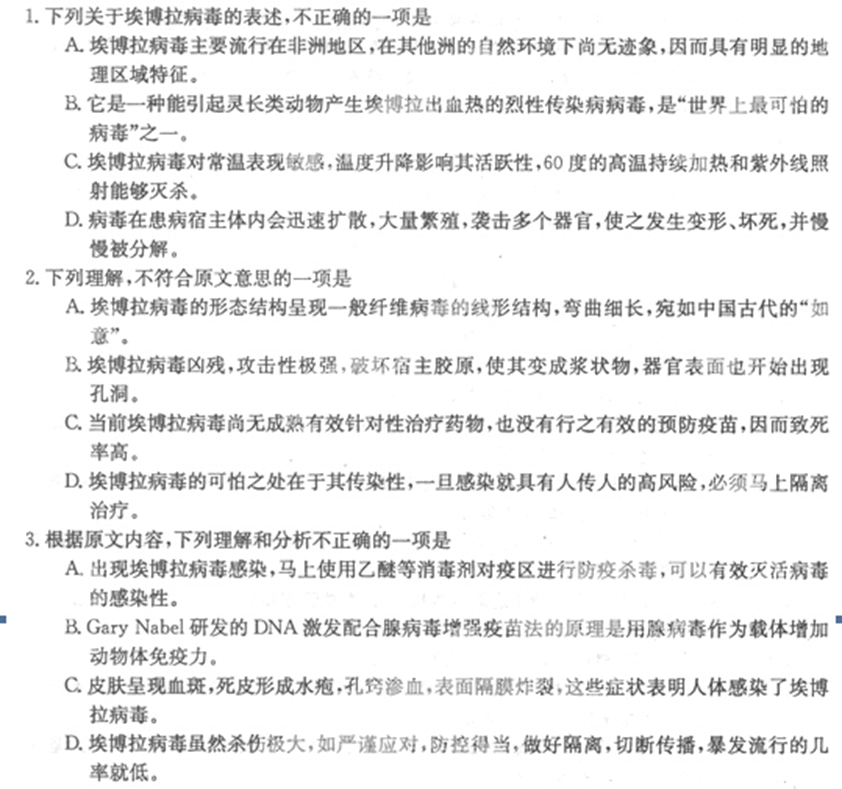 1. 下列关于埃博拉病毒的表述,不正确的一项是
A. 埃博拉病毒主要流行在非洲地区,在其他洲的自然环境下尚无迹象,因而具有明显的地
理区域特征。
B. 它是一种能引起灵长类动物产生埃博拉出血热的烈性传染病病毒,是“世界上最可怕的
病毒”之一。
C. 埃博拉病毒对常温表现敏感,温度升降影响其活跃性,60 度的高温持续加热和紫外线照
射能够灭杀。
D. 病毒在患病宿主体内会迅速扩散,大量繁殖,袭击多个器官,使之发生变形、坏死,并慢
慢被分解。
2. 下列理解,不符合原文意思的一项是
A. 埃博拉病毒的形态结构呈现一般纤维病毒的线形结构,弯曲细长,宛如中国古代的“如
意”。
B. 埃博拉病毒凶残,攻击性极强,破坏宿主胶原,使其变成浆状物,器官表面也开始出现
孔洞。
C. 当前埃博拉病毒尚无成熟有效针对性治疗药物,也没有行之有效的预防疫苗,因而致死
率高。
D. 埃博拉病毒的可怕之处在于其传染性,一旦感染就具有人传人的高风险,必须马上隔离
治疗。
3. 根据原文内容,下列理解和分析不正确的一项是
A. 出现埃博拉病毒感染,马上使用乙醚等消毒剂对疫区进行防疫杀毒,可以有效灭活病毒
的感染性。
B. Gary Nabel 研发的 DNA 激发配合腺病毒增强疫苗法的原理是用腺病毒作为载体增加
动物体免疫力。
C. 皮肤呈现血斑,死皮形成水疱,孔窍渗血,表面隔膜炸裂,这些症状表明人体感染了埃博
拉病毒。
D. 埃博拉病毒虽然杀伤极大,如严谨应对,防控得当,做好隔离,切断传播,暴发流行的几
率就低。